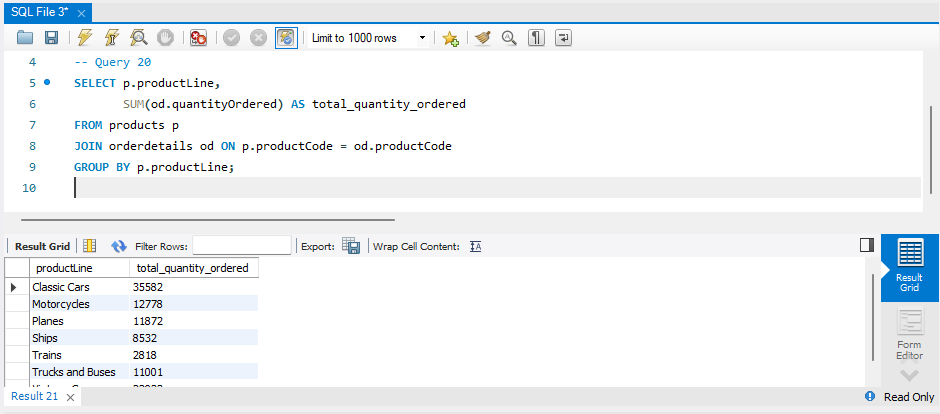 SQL File 3*
Limit to 1000 rows
4 -- Query 20
5 SELECT p.productLine,
6 SUM(od.quantityOrdered) AS total_quantity_ordered
7 FROM products p
8 JOIN orderdetails od ON p.productCode = od.productCode
9 GROUP BY p.productLine;
10
Result Grid Filter Rows: Export: Wrap Cell Content: IA
productLine total_quantity_ordered
Classic Cars 35582
Motorcycles 12778
Planes 11872
Ships 8532
Trains 2818
Trucks and Buses 11001
Result
Grid
Form
Editor
Result 21
Read Only